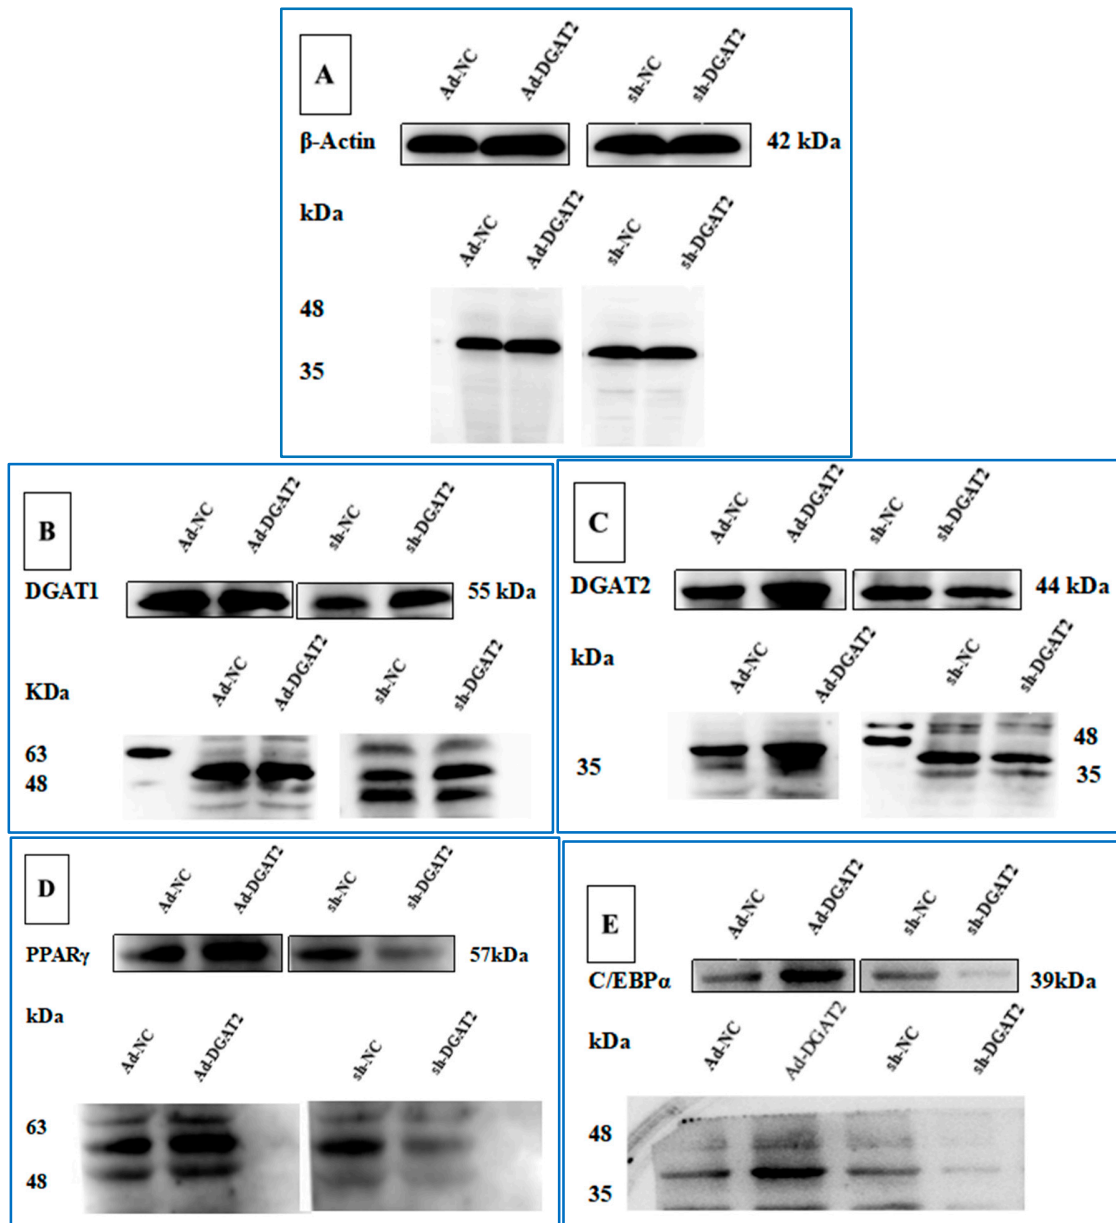 A
Ad-NC Ad-DGAT2 sh-NC sh-DGAT2
β-Actin 42 kDa
kDa
Ad-NC Ad-DGAT2 sh-NC sh-DGAT2
48
35
B
Ad-NC Ad-DGAT2 sh-NC sh-DGAT2
DGAT1 55 kDa
KDa
Ad-NC Ad-DGAT2 sh-NC sh-DGAT2
63
48
C
Ad-NC Ad-DGAT2 sh-NC sh-DGAT2
DGAT2 44 kDa
kDa
Ad-NC Ad-DGAT2 sh-NC sh-DGAT2
48
35 35
D
Ad-NC Ad-DGAT2 sh-NC sh-DGAT2
PPARγ 57kDa
kDa
Ad-NC Ad-DGAT2 sh-NC sh-DGAT2
63
48
E
Ad-NC Ad-DGAT2 sh-NC sh-DGAT2
C/EBPα 39kDa
kDa
Ad-NC Ad-DGAT2 sh-NC sh-DGAT2
48
35